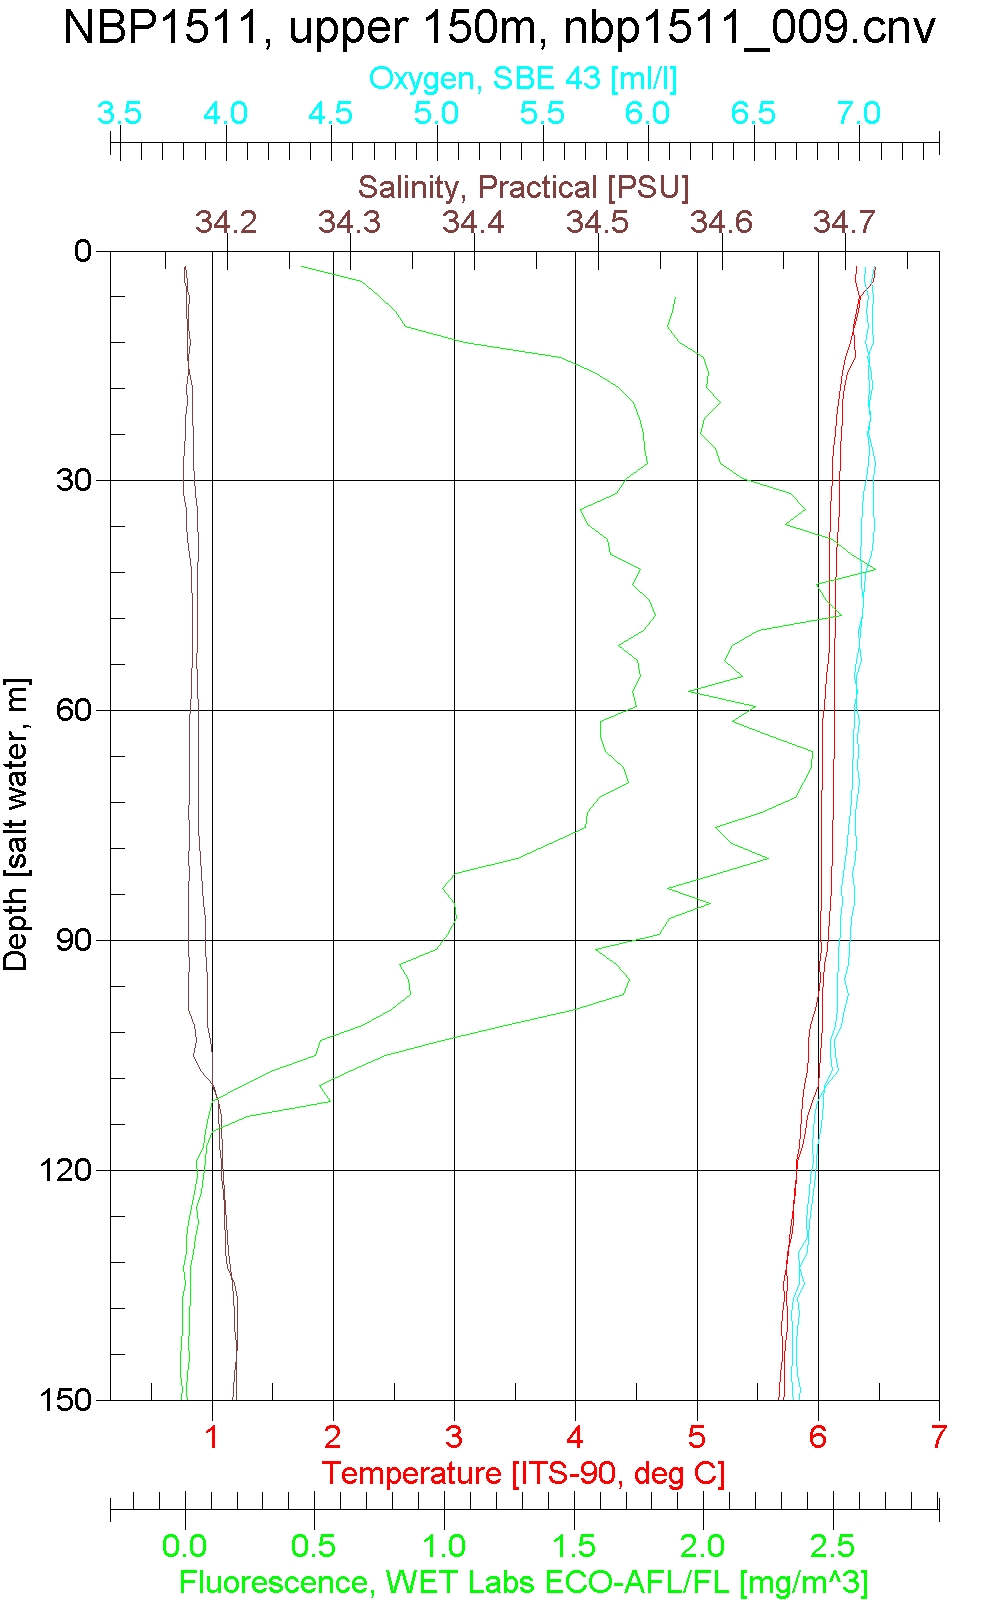 NBP1511, upper 150m, nbp1511_009.cnv
Oxygen, SBE 43 [ml/l]
3.5 4.0 4.5 5.0 5.5 6.0 6.5 7.0
Salinity, Practical [PSU]
34.2 34.3 34.4 34.5 34.6 34.7
0
30
60
90
120
150
Depth [salt water, m]
1 2 3 4 5 6 7
Temperature [ITS-90, deg C]
0.0 0.5 1.0 1.5 2.0 2.5
Fluorescence, WET Labs ECO-AFL/FL [mg/m^3]